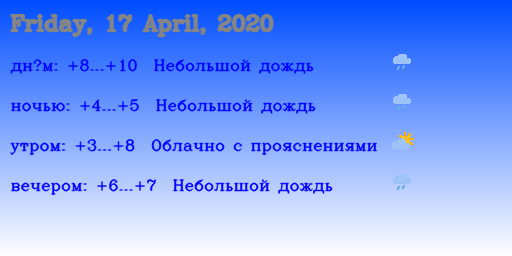 Friday, 17 April, 2020
дн?м: +8...+10 Небольшой дождь
ночью: +4...+5 Небольшой дождь
утром: +3...+8 Облачно с прояснениями
вечером: +6...+7 Небольшой дождь